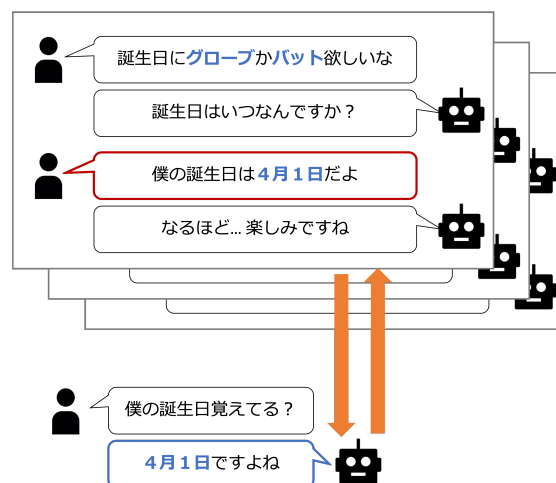 誕生日にグローブかバット欲しいな
誕生日はいつなんですか？
僕の誕生日は４月１日だよ
なるほど... 楽しみですね
僕の誕生日覚えてる？
４月１日ですよね